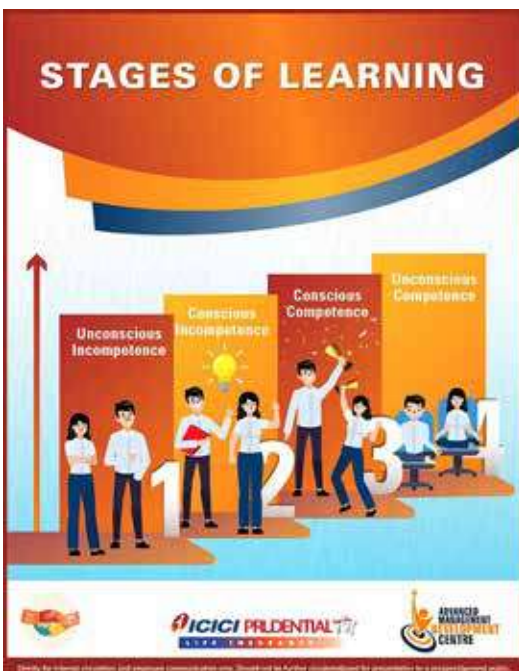 STAGES OF LEARNING
Unconscious
Incompetence
Conscious
Incompetence
Conscious
Competence
Unconscious
Competence
1
2
3
4
ICICI PRUDENTIAL
LIFE INSURANCE
ADVANCED
MANAGEMENT
DEVELOPMENT
CENTRE